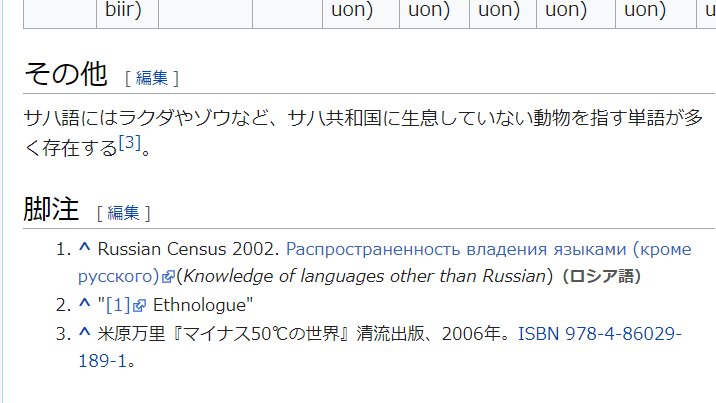 biir) uon) uon) uon) uon) uon) u
その他 [ 編集 ]
サハ語にはラクダやゾウなど、サハ共和国に生息していない動物を指す単語が多
く存在する[3]。
脚注 [ 編集 ]
1. ^ Russian Census 2002. Распространенность владения языками (кроме
русского)(Knowledge of languages other than Russian)（ロシア語）
2. ^ "[1] Ethnologue"
3. ^ 米原万里『マイナス50℃の世界』清流出版、2006年。ISBN 978-4-86029-
189-1。